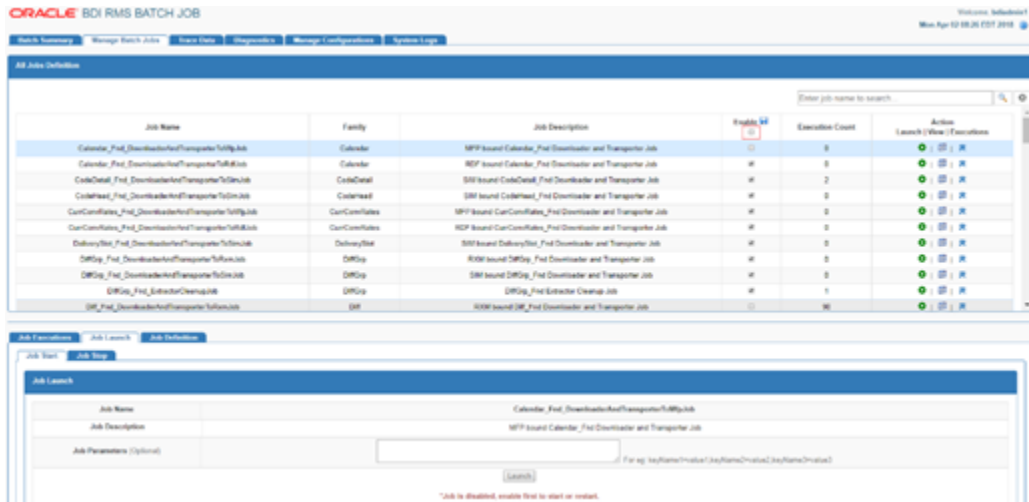 ORACLE BDI RMS BATCH JOB
Welcome: bdiadmin1
Mon Apr 02 08:26 EDT 2018
Batch Summary Manage Batch Jobs Trace Data Diagnostics Manage Configurations System Logs
All Jobs Definition
Enter job name to search...
Job Name Family Job Description Enable Execution Count Action
Launch | View | Executions
Calendar_Fnd_DownloaderAndTransporterToMfpJob Calendar MFP bound Calendar_Fnd Downloader and Transporter Job 0
Calendar_Fnd_DownloaderAndTransporterToRdfJob Calendar RDF bound Calendar_Fnd Downloader and Transporter Job 0
CodeDetail_Fnd_DownloaderAndTransporterToSimJob CodeDetail SIM bound CodeDetail_Fnd Downloader and Transporter Job 2
CodeHead_Fnd_DownloaderAndTransporterToSimJob CodeHead SIM bound CodeHead_Fnd Downloader and Transporter Job 0
CurrConvRates_Fnd_DownloaderAndTransporterToMfpJob CurrConvRates MFP bound CurrConvRates_Fnd Downloader and Transporter Job 0
CurrConvRates_Fnd_DownloaderAndTransporterToRdfJob CurrConvRates RDF bound CurrConvRates_Fnd Downloader and Transporter Job 0
DeliverySlot_Fnd_DownloaderAndTransporterToSimJob DeliverySlot SIM bound DeliverySlot_Fnd Downloader and Transporter Job 0
DiffGrp_Fnd_DownloaderAndTransporterToRxmJob DiffGrp RXM bound DiffGrp_Fnd Downloader and Transporter Job 0
DiffGrp_Fnd_DownloaderAndTransporterToSimJob DiffGrp SIM bound DiffGrp_Fnd Downloader and Transporter Job 0
DiffGrp_Fnd_ExtractorCleanupJob DiffGrp DiffGrp_Fnd Extractor Cleanup Job 1
Diff_Fnd_DownloaderAndTransporterToRxmJob Diff RXM bound Diff_Fnd Downloader and Transporter Job 90
Job Executions Job Launch Job Definition
Job Start Job Stop
Job Launch
Job Name Calendar_Fnd_DownloaderAndTransporterToMfpJob
Job Description MFP bound Calendar_Fnd Downloader and Transporter Job
Job Parameters (Optional) For eg: keyName1=value1,keyName2=value2,keyName3=value3
Launch
*Job is disabled, enable first to start or restart.